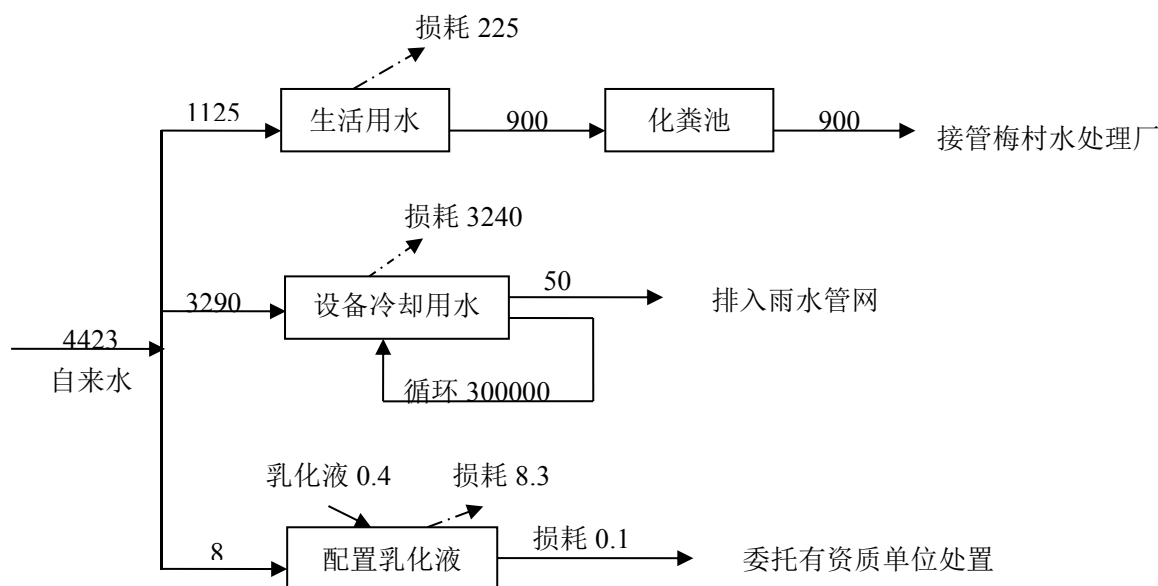 损耗 225
1125
生活用水
900
化粪池
900
接管梅村水处理厂
损耗 3240
3290
设备冷却用水
50
排入雨水管网
4423
自来水
循环 300000
乳化液 0.4
损耗 8.3
8
配置乳化液
损耗 0.1
委托有资质单位处置